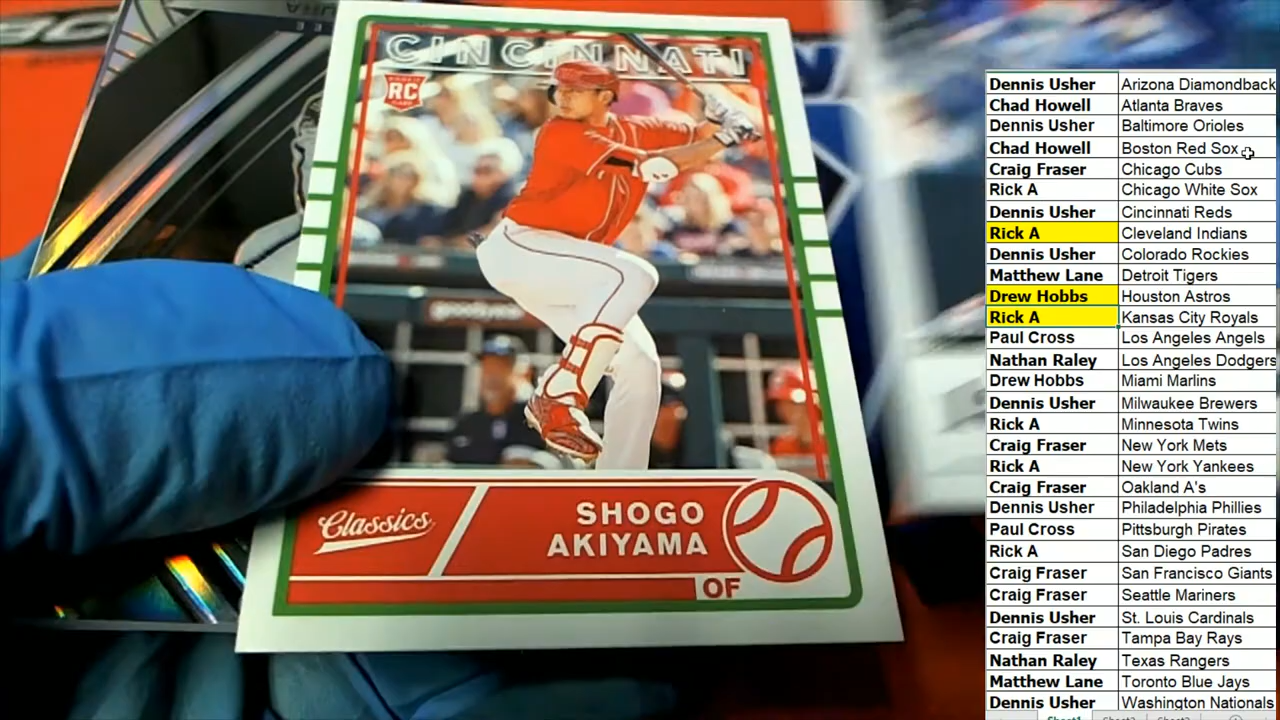 CINCINNATI
ROOKIE
RC
CARD
goodyear
Classics
SHOGO
AKIYAMA
OF
Dennis Usher Arizona Diamondback
Chad Howell Atlanta Braves
Dennis Usher Baltimore Orioles
Chad Howell Boston Red Sox
Craig Fraser Chicago Cubs
Rick A Chicago White Sox
Dennis Usher Cincinnati Reds
Rick A Cleveland Indians
Dennis Usher Colorado Rockies
Matthew Lane Detroit Tigers
Drew Hobbs Houston Astros
Rick A Kansas City Royals
Paul Cross Los Angeles Angels
Nathan Raley Los Angeles Dodgers
Drew Hobbs Miami Marlins
Dennis Usher Milwaukee Brewers
Rick A Minnesota Twins
Craig Fraser New York Mets
Rick A New York Yankees
Craig Fraser Oakland A's
Dennis Usher Philadelphia Phillies
Paul Cross Pittsburgh Pirates
Rick A San Diego Padres
Craig Fraser San Francisco Giants
Craig Fraser Seattle Mariners
Dennis Usher St. Louis Cardinals
Craig Fraser Tampa Bay Rays
Nathan Raley Texas Rangers
Matthew Lane Toronto Blue Jays
Dennis Usher Washington Nationals